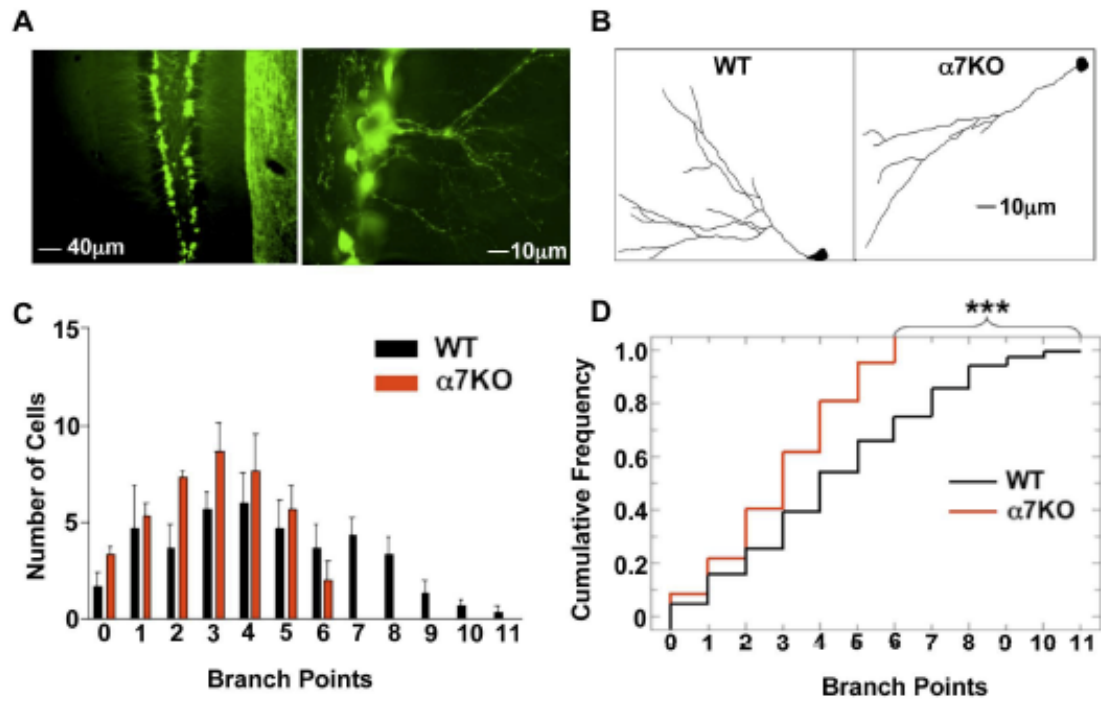 A
40μm
10μm
B
WT
α7KO
10μm
C
15
10
5
0
Number of Cells
WT
α7KO
0 1 2 3 4 5 6 7 8 9 10 11
Branch Points
D
***
1.0
0.8
0.6
0.4
0.2
0
Cumulative Frequency
WT
α7KO
0 1 2 3 4 5 6 7 8 9 10 11
Branch Points